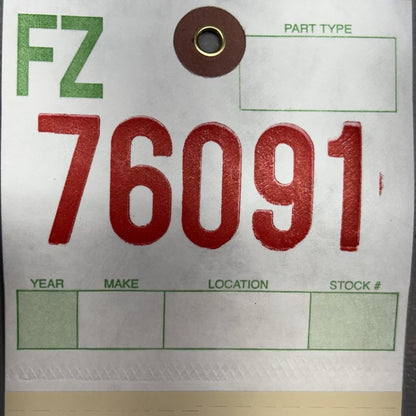 FZ
PART TYPE
76091
YEAR MAKE LOCATION STOCK #